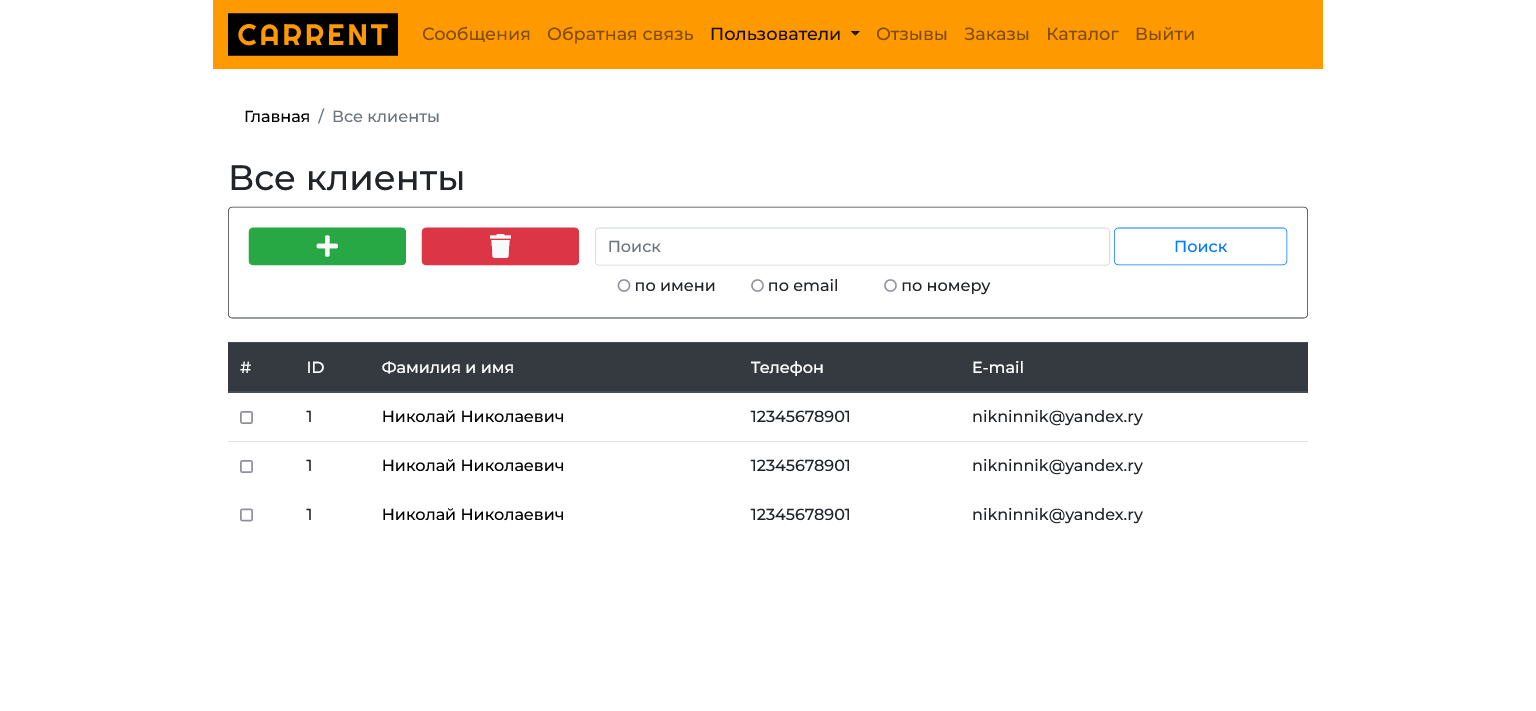 CARRENT Сообщения Обратная связь Пользователи Отзывы Заказы Каталог Выйти
Главная / Все клиенты
Все клиенты
Поиск Поиск
по имени по email по номеру
# ID Фамилия и имя Телефон E-mail
1 Николай Николаевич 12345678901 nikninnik@yandex.ry
1 Николай Николаевич 12345678901 nikninnik@yandex.ry
1 Николай Николаевич 12345678901 nikninnik@yandex.ry